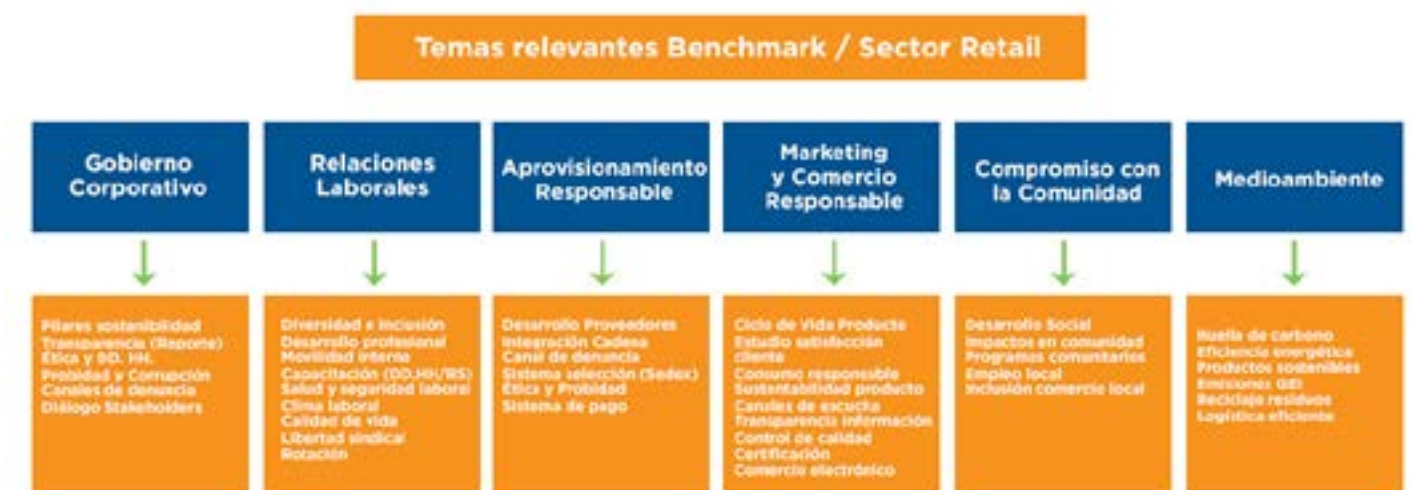 Temas relevantes Benchmark / Sector Retail
Gobierno
Corporativo
Relaciones
Laborales
Aprovisionamiento
Responsable
Marketing
y Comercio
Responsable
Compromiso con
la Comunidad
Medioambiente
Pilares sostenibilidad
Transparencia (Reporte)
Ética y DD. HH.
Probidad y Corrupción
Canales de denuncia
Diálogo Stakeholders
Diversidad e Inclusión
Desarrollo profesional
Movilidad interna
Capacitación (DD.HH/RS)
Salud y seguridad laboral
Clima laboral
Calidad de vida
Libertad sindical
Rotación
Desarrollo Proveedores
Integración Cadena
Canal de denuncia
Sistema selección (Sedex)
Ética y Probidad
Sistema de pago
Ciclo de Vida Producto
Estudio satisfacción
cliente
Consumo responsable
Sustentabilidad producto
Canales de escucha
Transparencia información
Control de calidad
Certificación
Comercio electrónico
Desarrollo Social
Impactos en comunidad
Programas comunitarios
Empleo local
Inclusión comercio local
Huella de carbono
Eficiencia energética
Productos sostenibles
Emisiones GEI
Reciclaje residuos
Logística eficiente